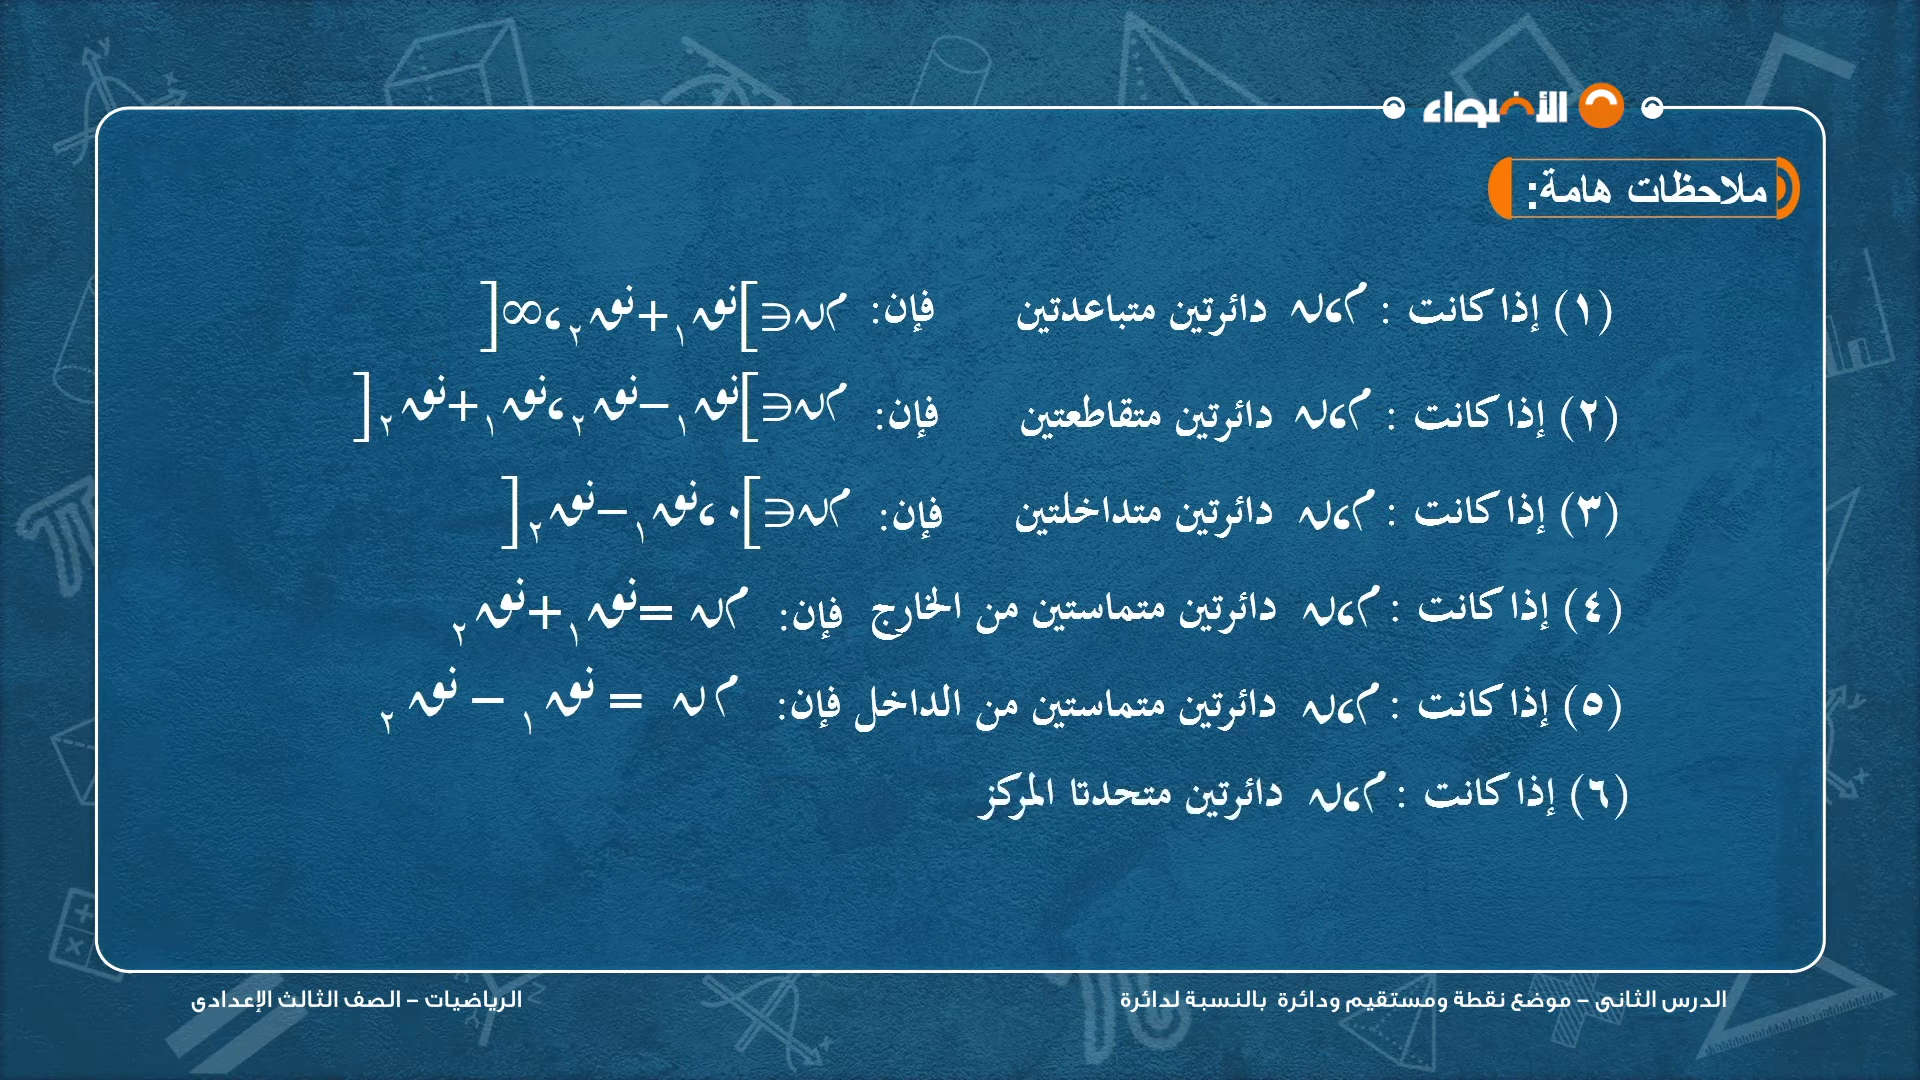 الأضواء
ملاحظات هامة:
(١) إذا كانت : م، ن دائرتين متباعدتين فإن: م ن ∈ ]نق١ + نق٢، ∞[
(٢) إذا كانت : م، ن دائرتين متقاطعتين فإن: م ن ∈ ]نق١ – نق٢، نق١ + نق٢[
(٣) إذا كانت : م، ن دائرتين متداخلتين فإن: م ن ∈ ]٠، نق١ – نق٢[
(٤) إذا كانت : م، ن دائرتين متماستين من الخارج فإن: م ن = نق١ + نق٢
(٥) إذا كانت : م، ن دائرتين متماستين من الداخل فإن: م ن = نق١ – نق٢
(٦) إذا كانت : م، ن دائرتين متحدتا المركز
الدرس الثانى – موضع نقطة ومستقيم ودائرة بالنسبة لدائرة
الرياضيات – الصف الثالث الإعدادى